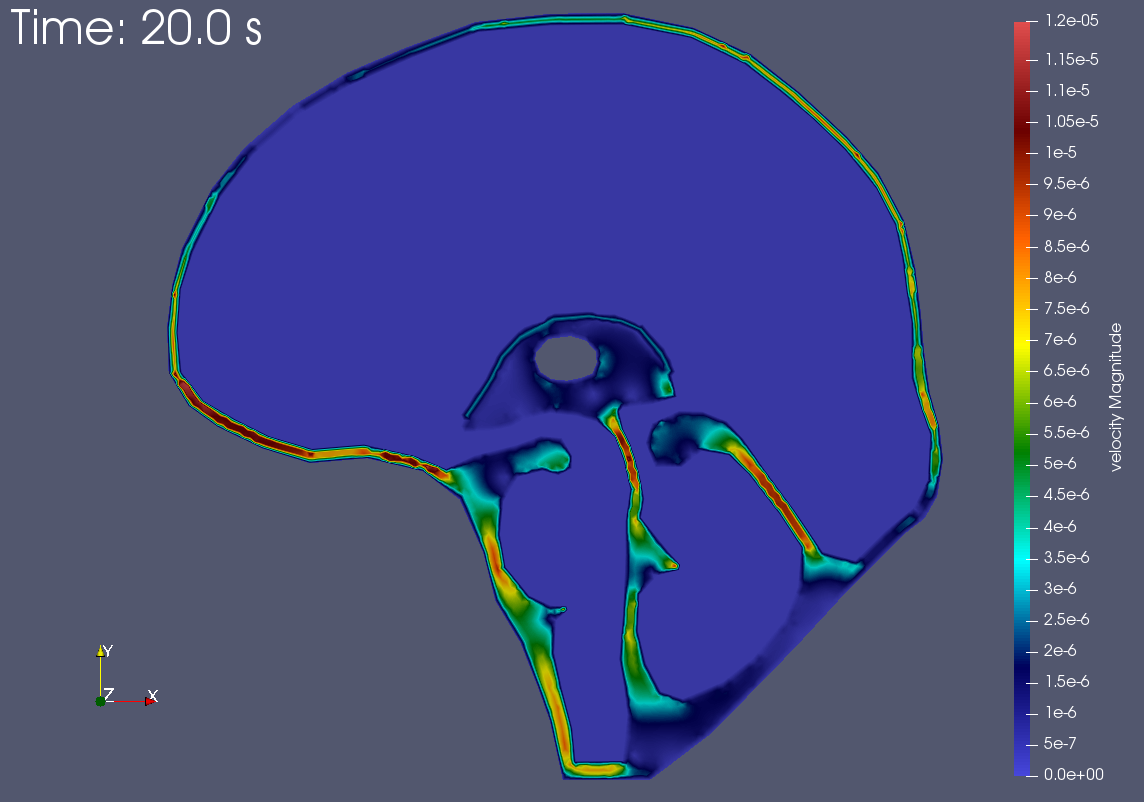 Time: 20.0 s
1.2e-05
1.15e-5
1.1e-5
1.05e-5
1e-5
9.5e-6
9e-6
8.5e-6
8e-6
7.5e-6
7e-6
6.5e-6
6e-6
5.5e-6
5e-6
4.5e-6
4e-6
3.5e-6
3e-6
2.5e-6
2e-6
1.5e-6
1e-6
5e-7
0.0e+00
velocity Magnitude
Y
Z
X